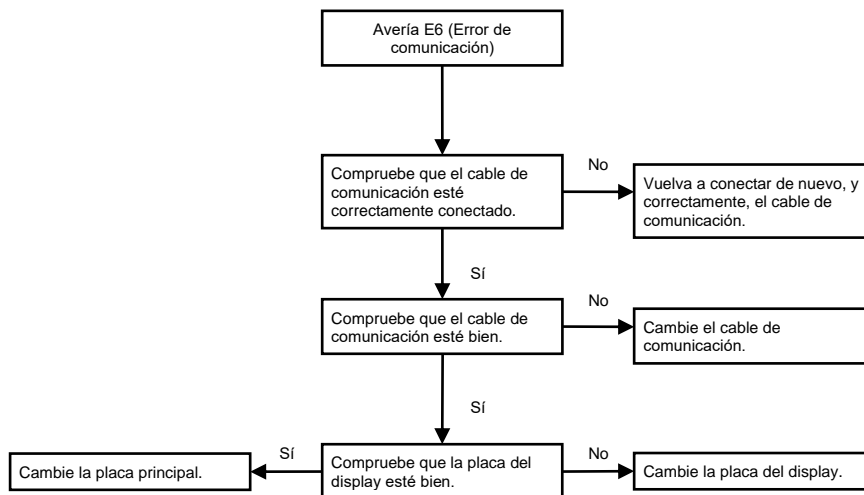 Avería E6 (Error de
comunicación)
Compruebe que el cable de
comunicación esté
correctamente conectado.
No
Vuelva a conectar de nuevo, y
correctamente, el cable de
comunicación.
Sí
Compruebe que el cable de
comunicación esté bien.
No
Cambie el cable de
comunicación.
Sí
Cambie la placa principal.
Sí
Compruebe que la placa del
display esté bien.
No
Cambie la placa del display.